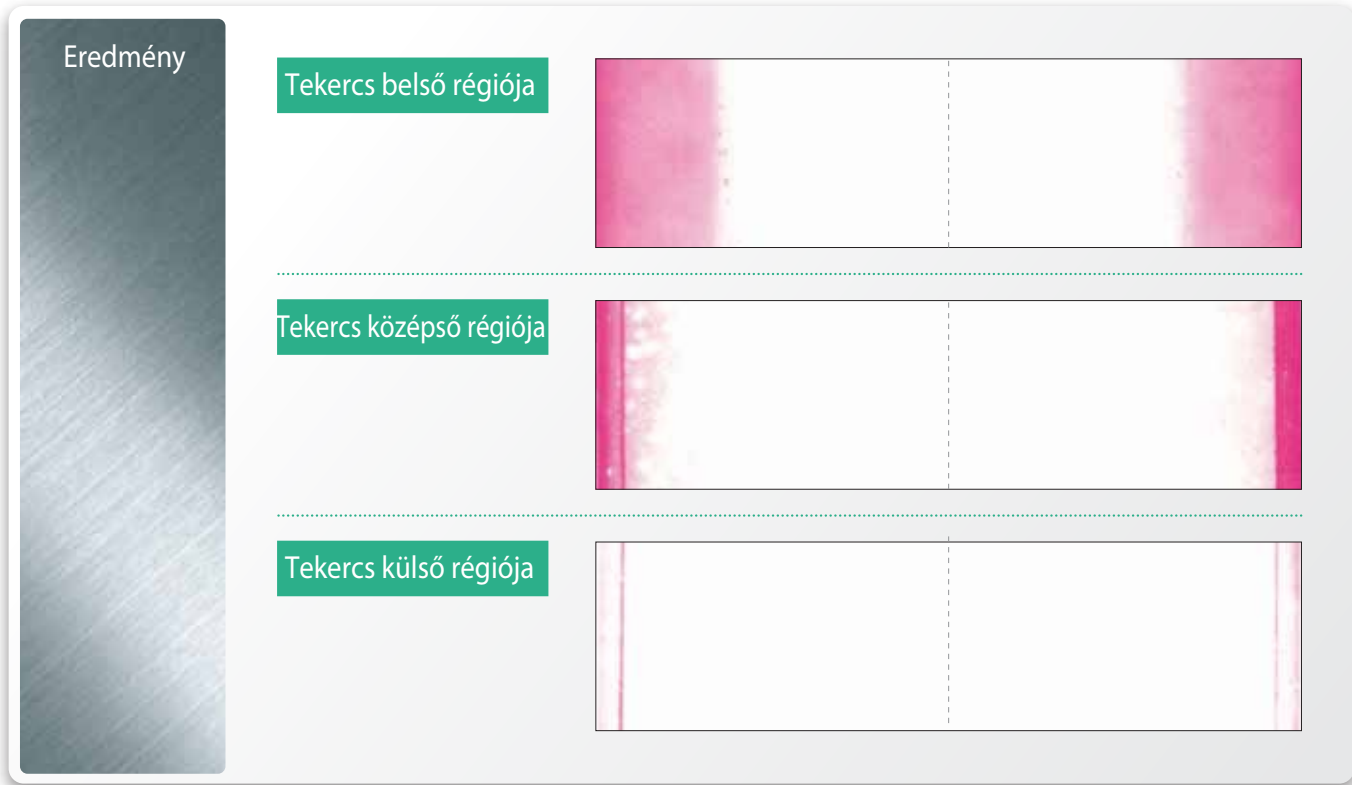 Eredmény
Tekercs belső régiója
Tekercs középső régiója
Tekercs külső régiója